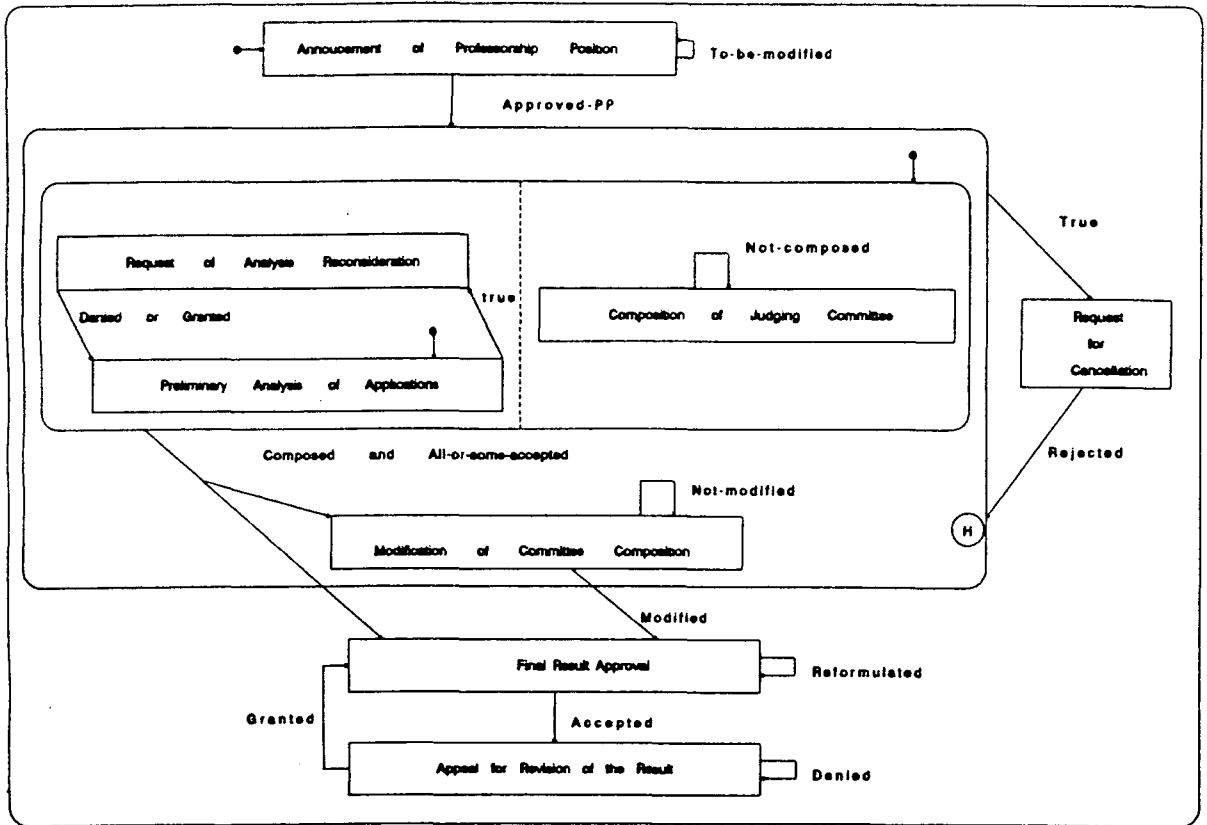 Annoucement of Professorship Position
To-be-modified
Approved-PP
True
Not-composed
Request of Analysis Reconsideration
true
Denied or Granted
Composition of Judging Committee
Request
for
Cancellation
Preliminary Analysis of Applications
Composed and All-or-some-accepted
Rejected
Not-modified
H
Modification of Committee Composition
Modified
Final Result Approval
Reformulated
Granted
Accepted
Appeal for Revision of the Result
Denied